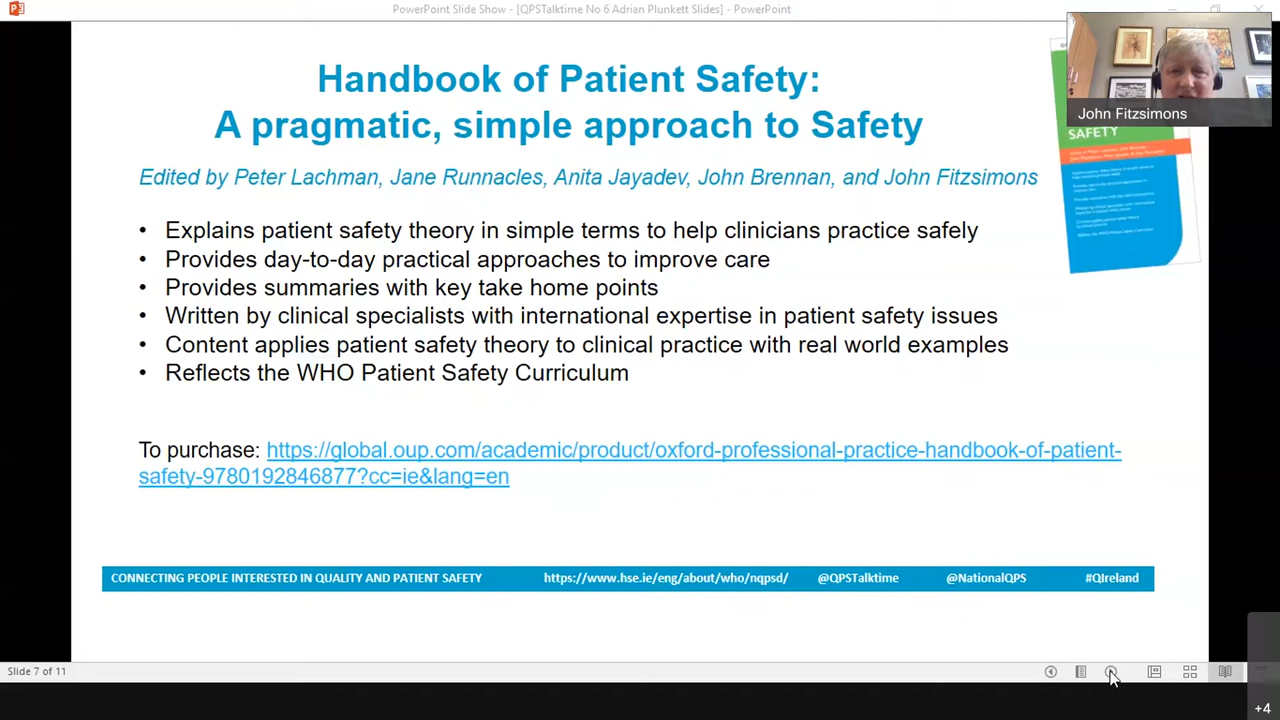 PowerPoint Slide Show - [QPSTalktime No 6 Adrian Plunkett Slides] - PowerPoint
Handbook of Patient Safety:
A pragmatic, simple approach to Safety
John Fitzsimons
SAFETY
Edited by Peter Lachman, Jane Runnacles, Anita Jayadev, John Brennan, and John Fitzsimons
• Explains patient safety theory in simple terms to help clinicians practice safely
• Provides day-to-day practical approaches to improve care
• Provides summaries with key take home points
• Written by clinical specialists with international expertise in patient safety issues
• Content applies patient safety theory to clinical practice with real world examples
• Reflects the WHO Patient Safety Curriculum
To purchase: https://global.oup.com/academic/product/oxford-professional-practice-handbook-of-patient-
safety-9780192846877?cc=ie&lang=en
CONNECTING PEOPLE INTERESTED IN QUALITY AND PATIENT SAFETY https://www.hse.ie/eng/about/who/nqpsd/ @QPSTalktime @NationalQPS #QIreland
Slide 7 of 11
+4